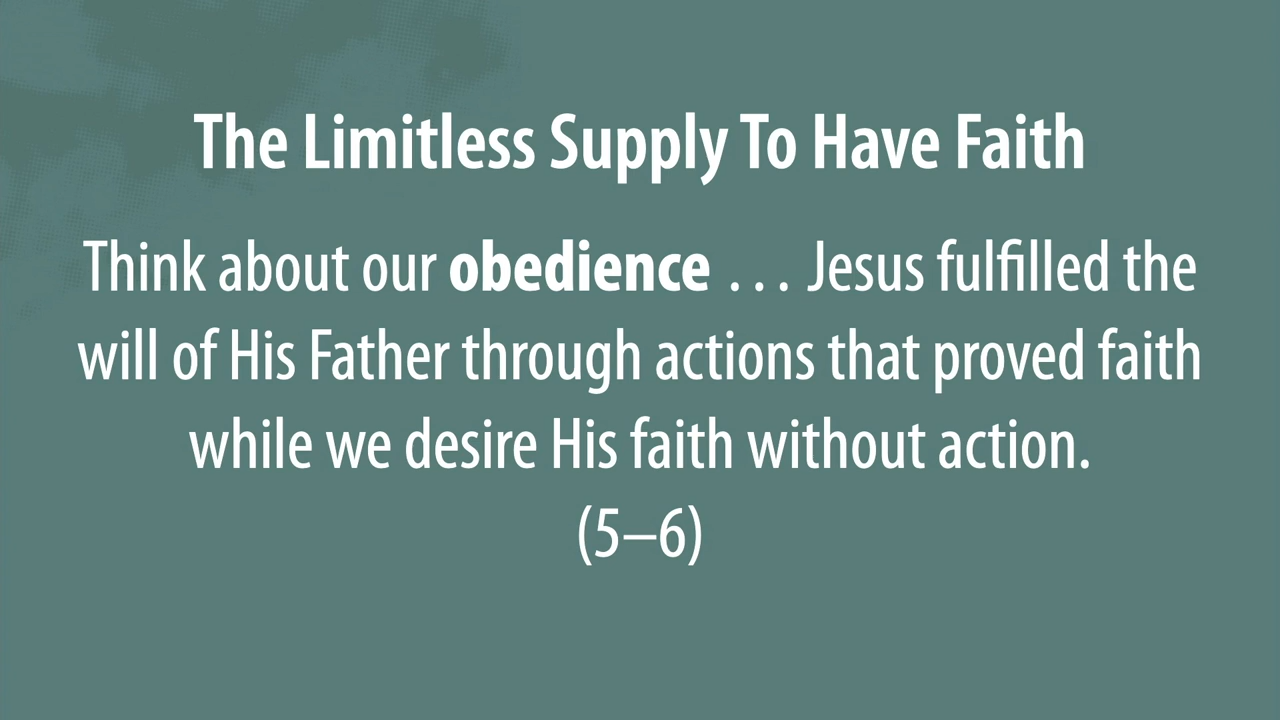 The Limitless Supply To Have Faith
Think about our obedience . . . Jesus fulfilled the
will of His Father through actions that proved faith
while we desire His faith without action.
(5–6)